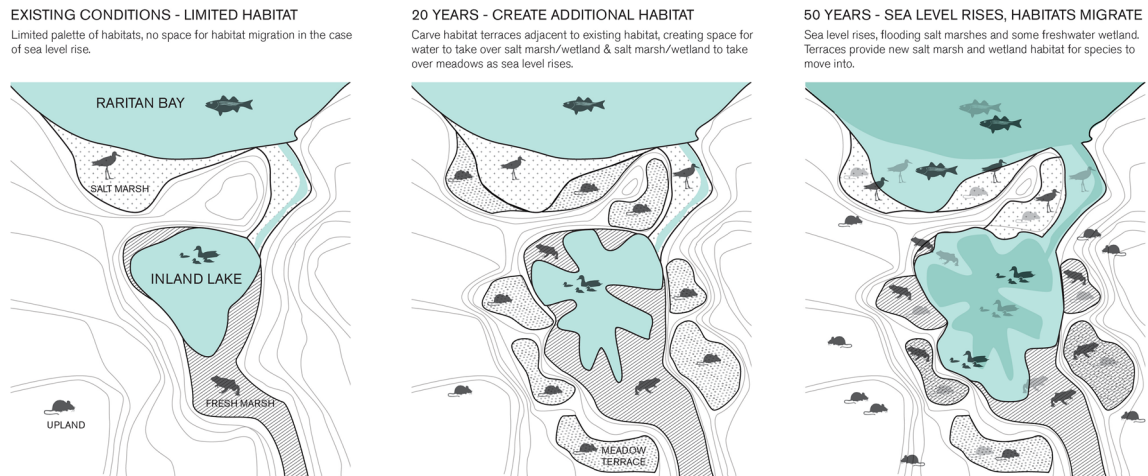 EXISTING CONDITIONS - LIMITED HABITAT
Limited palette of habitats, no space for habitat migration in the case
of sea level rise.
RARITAN BAY
SALT MARSH
INLAND LAKE
FRESH MARSH
UPLAND
20 YEARS - CREATE ADDITIONAL HABITAT
Carve habitat terraces adjacent to existing habitat, creating space for
water to take over salt marsh/wetland & salt marsh/wetland to take
over meadows as sea level rises.
MEADOW
TERRACE
50 YEARS - SEA LEVEL RISES, HABITATS MIGRATE
Sea level rises, flooding salt marshes and some freshwater wetland.
Terraces provide new salt marsh and wetland habitat for species to
move into.